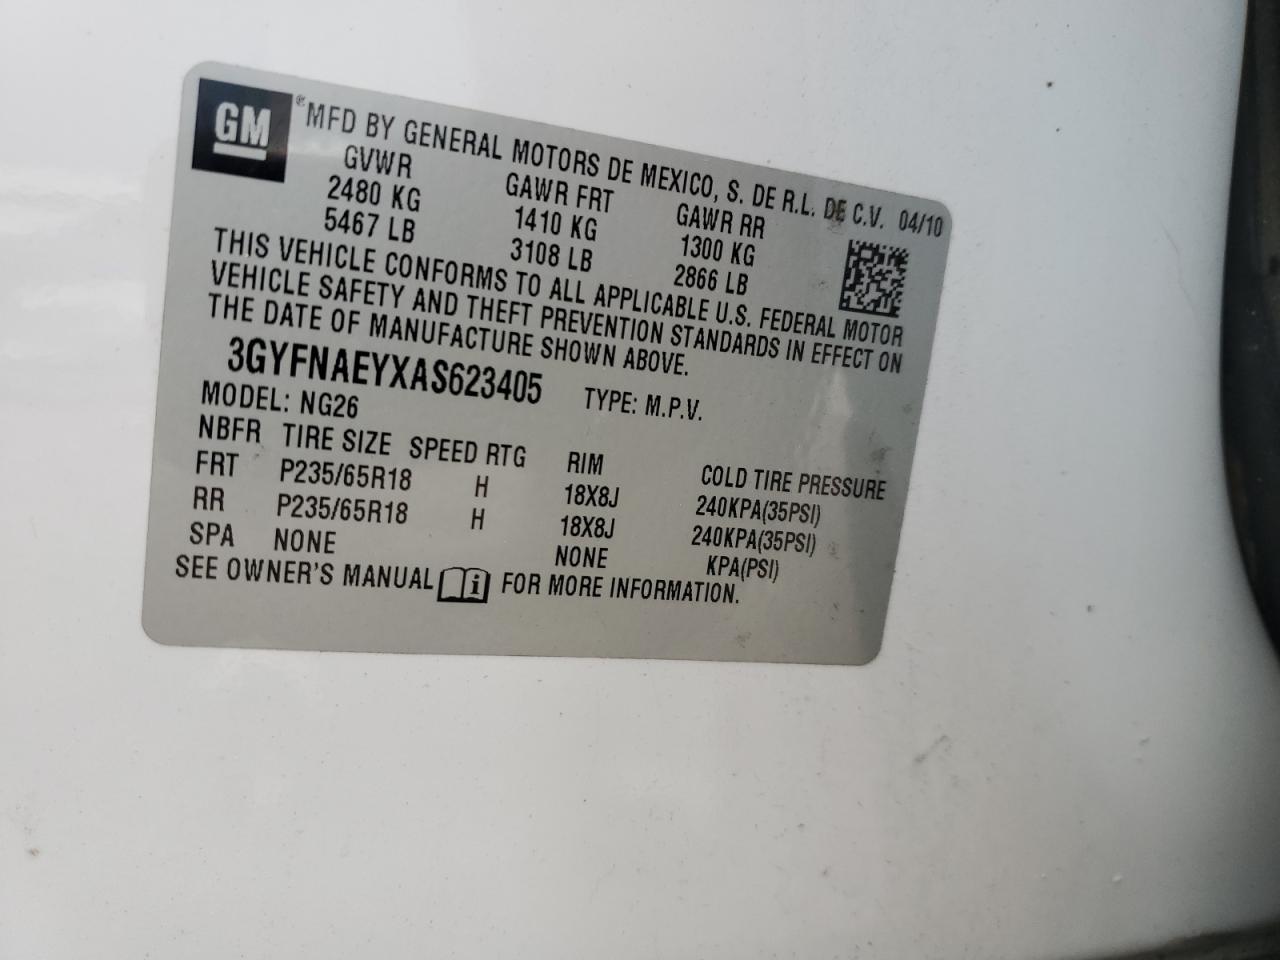 GM ® MFD BY GENERAL MOTORS DE MEXICO, S. DE R.L. DE C.V. 04/10
GVWR GAWR FRT GAWR RR
2480 KG 1410 KG 1300 KG
5467 LB 3108 LB 2866 LB
THIS VEHICLE CONFORMS TO ALL APPLICABLE U.S. FEDERAL MOTOR
VEHICLE SAFETY AND THEFT PREVENTION STANDARDS IN EFFECT ON
THE DATE OF MANUFACTURE SHOWN ABOVE.
3GYFNAEYXAS623405 TYPE: M.P.V.
MODEL: NG26
NBFR TIRE SIZE SPEED RTG RIM COLD TIRE PRESSURE
FRT P235/65R18 H 18X8J 240KPA(35PSI)
RR P235/65R18 H 18X8J 240KPA(35PSI)
SPA NONE NONE KPA(PSI)
SEE OWNER'S MANUAL i FOR MORE INFORMATION.